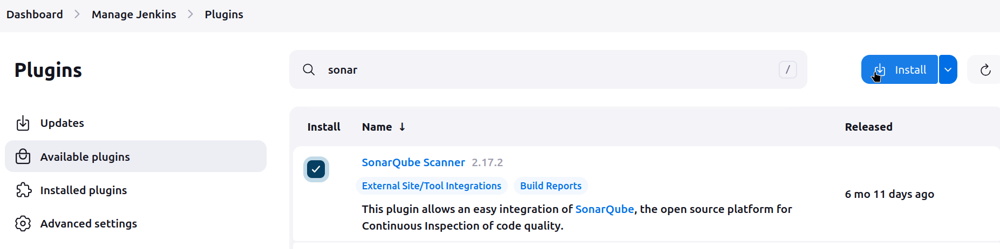 Dashboard > Manage Jenkins > Plugins
Plugins
Updates
Available plugins
Installed plugins
Advanced settings
sonar /
Install
Install Name ↓ Released
SonarQube Scanner 2.17.2
External Site/Tool Integrations Build Reports
This plugin allows an easy integration of SonarQube, the open source platform for
Continuous Inspection of code quality.
6 mo 11 days ago